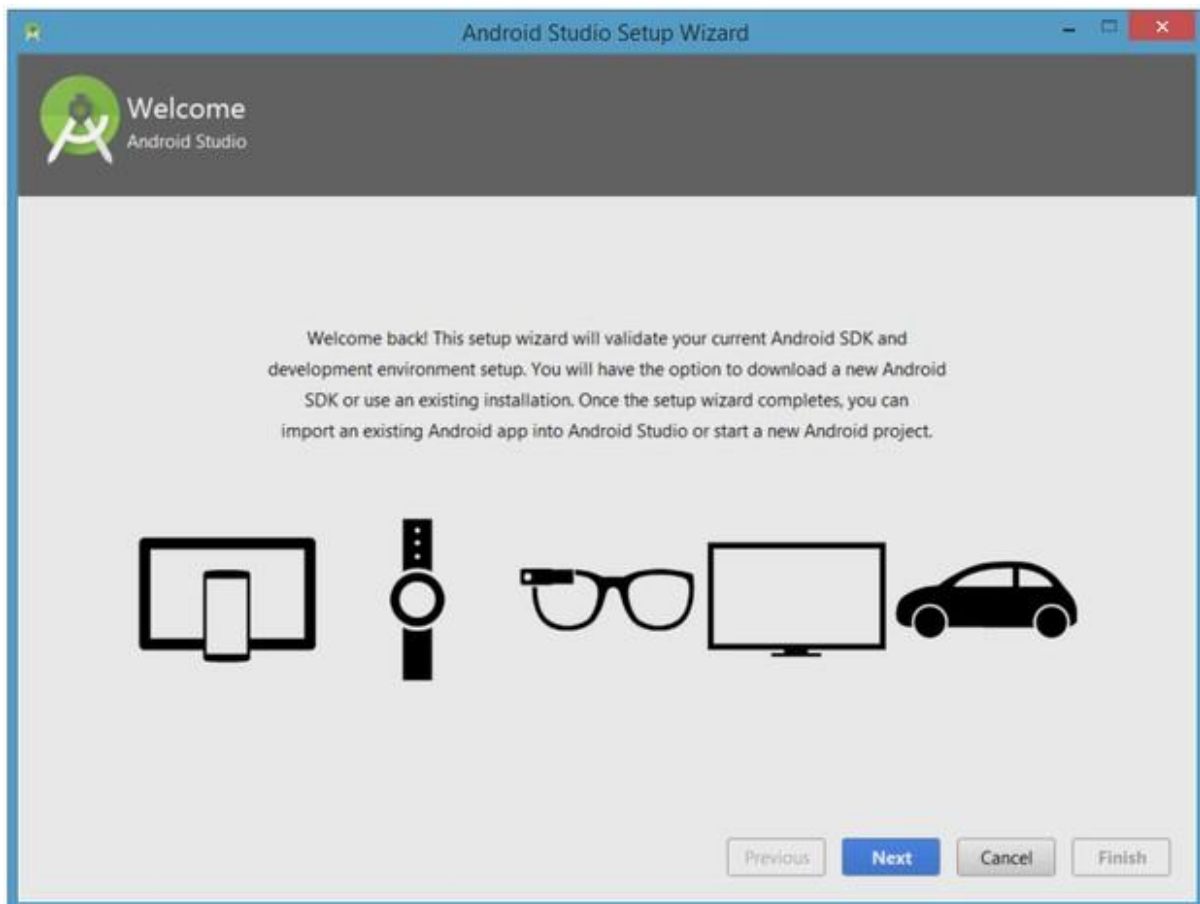 Android Studio Setup Wizard
Welcome
Android Studio
Welcome back! This setup wizard will validate your current Android SDK and
development environment setup. You will have the option to download a new Android
SDK or use an existing installation. Once the setup wizard completes, you can
import an existing Android app into Android Studio or start a new Android project.
Previous Next Cancel Finish